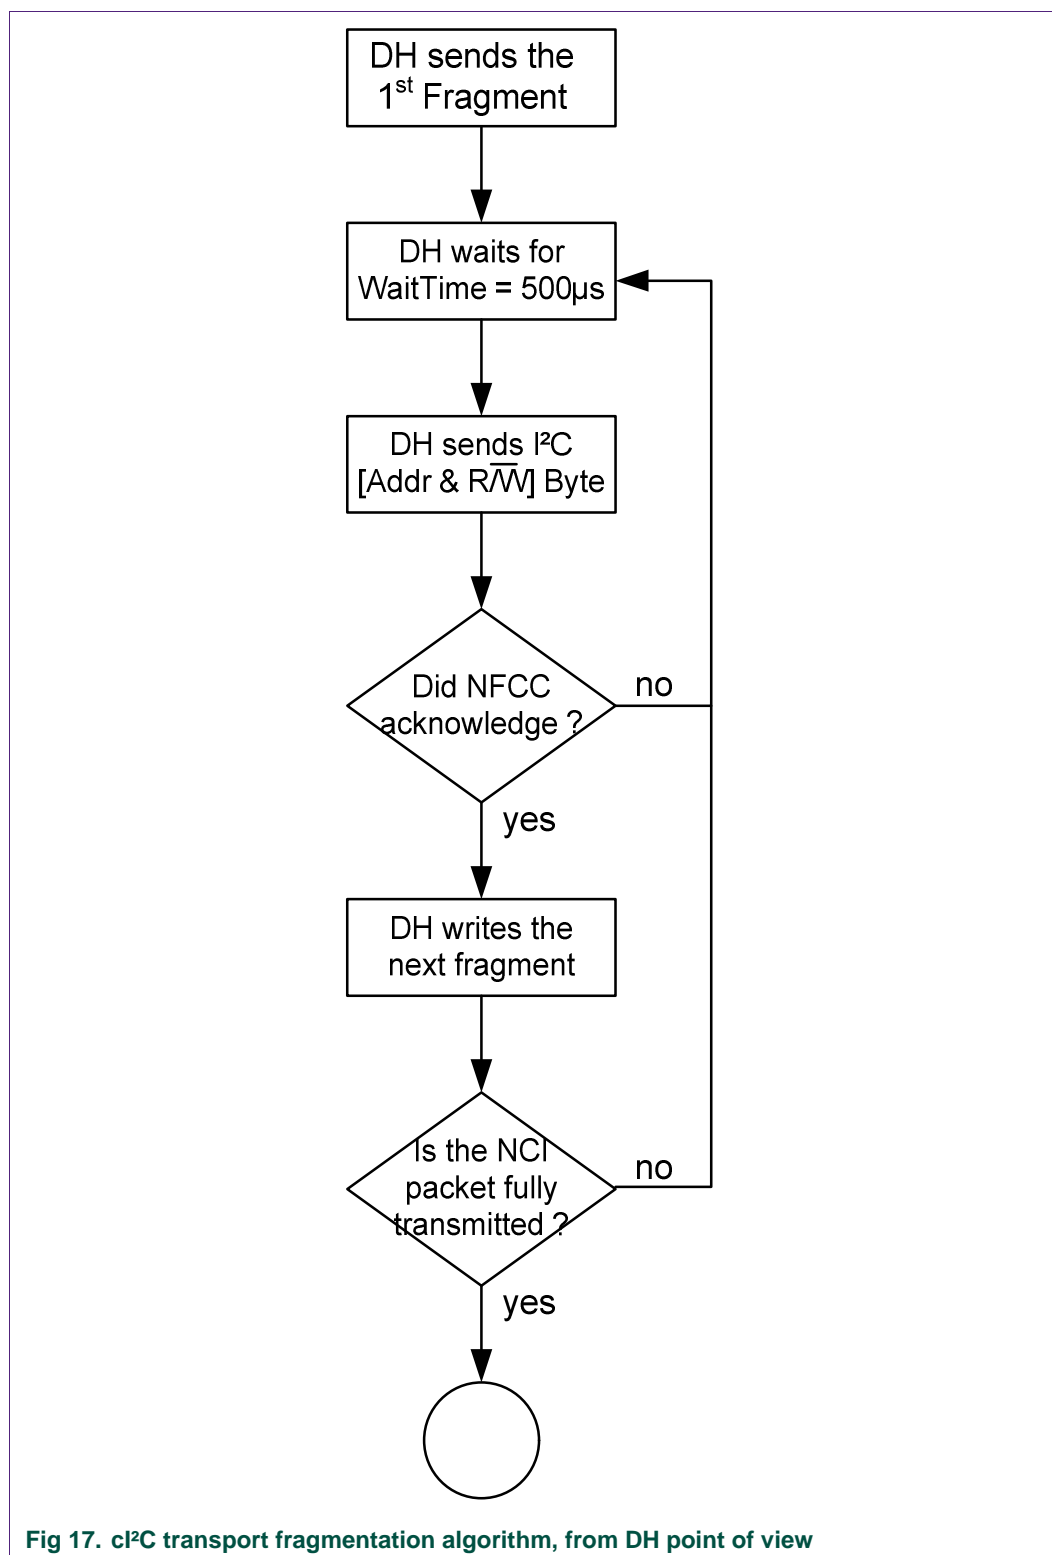 DH sends the
1st Fragment
DH waits for
WaitTime = 500µs
DH sends I²C
[Addr & R/W̅] Byte
Did NFCC
acknowledge ?
no
yes
DH writes the
next fragment
Is the NCI
packet fully
transmitted ?
no
yes
Fig 17. cI²C transport fragmentation algorithm, from DH point of view